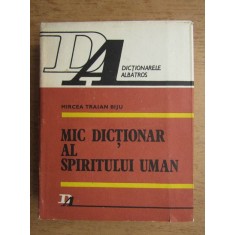 DA
DICȚIONARELE
ALBATROS
MIRCEA TRAIAN BIJU
MIC DICȚIONAR
AL
SPIRITULUI UMAN